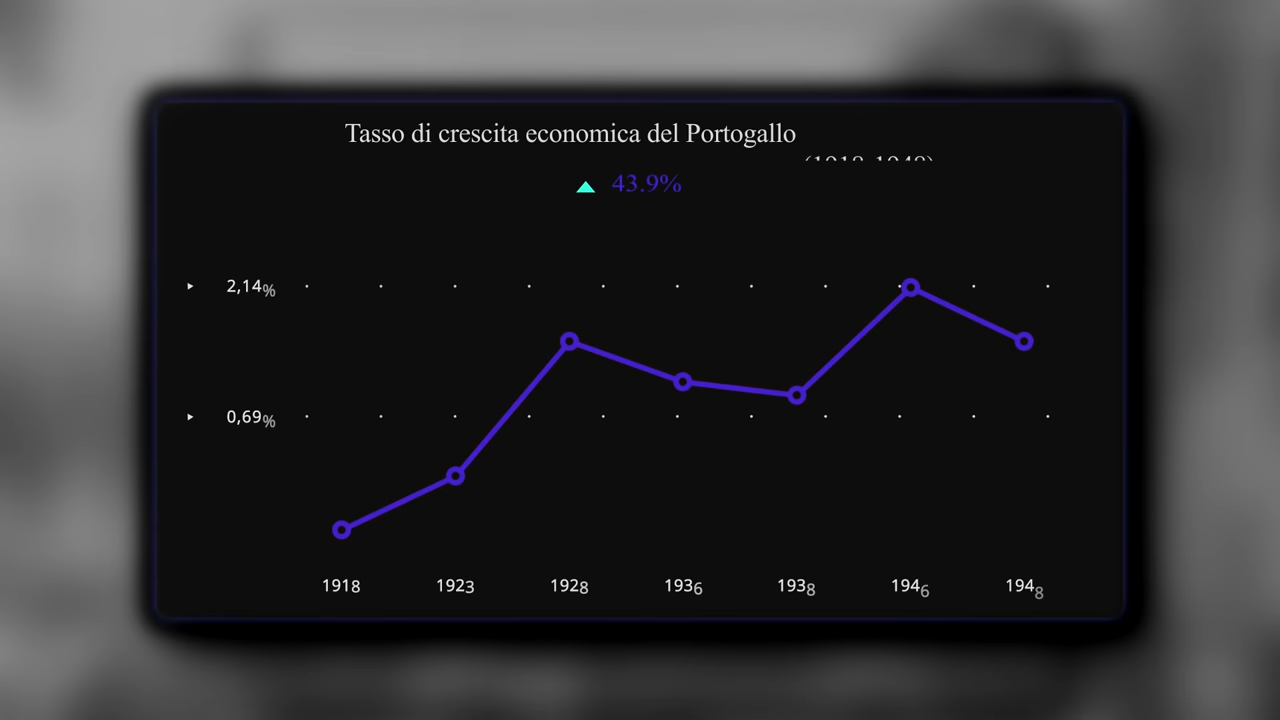 Tasso di crescita economica del Portogallo
43.9%
2,14%
0,69%
1918 1923 1928 1936 1938 1946 1948